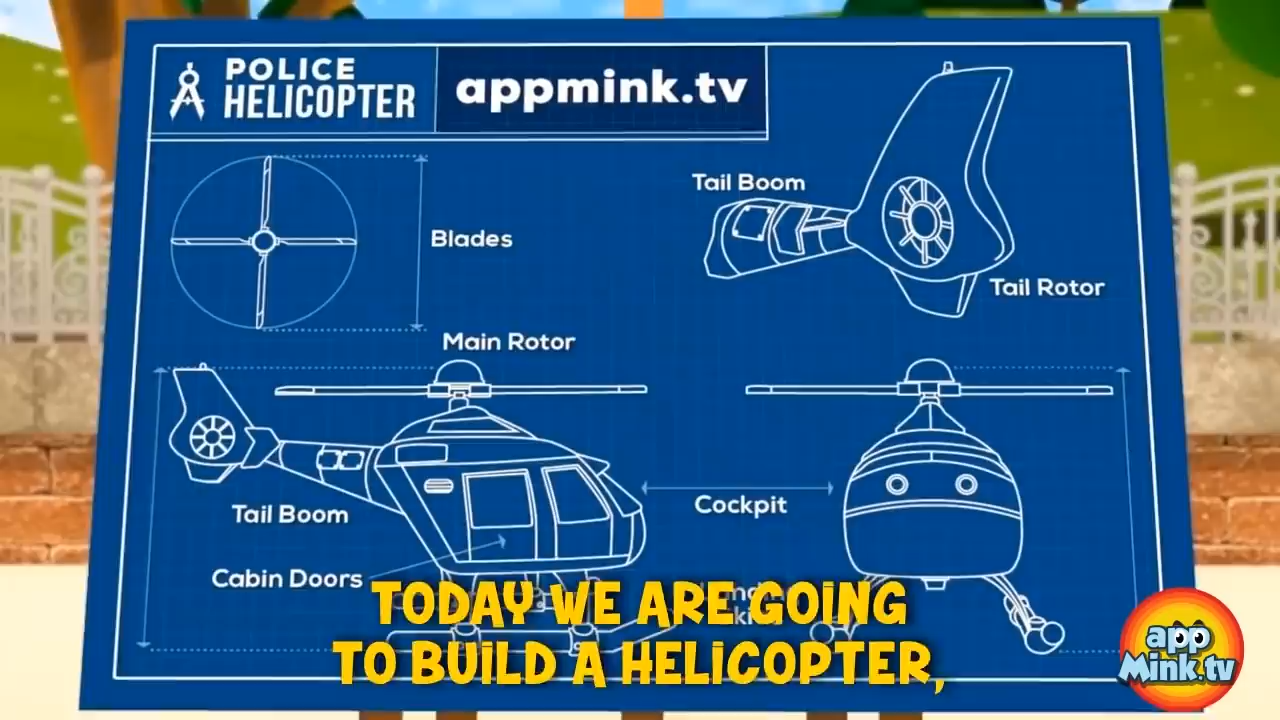 POLICE
HELICOPTER
appmink.tv
Tail Boom
Blades
Tail Rotor
Main Rotor
Cockpit
Tail Boom
Cabin Doors
TODAY WE ARE GOING
TO BUILD A HELICOPTER,
app
Mink.tv